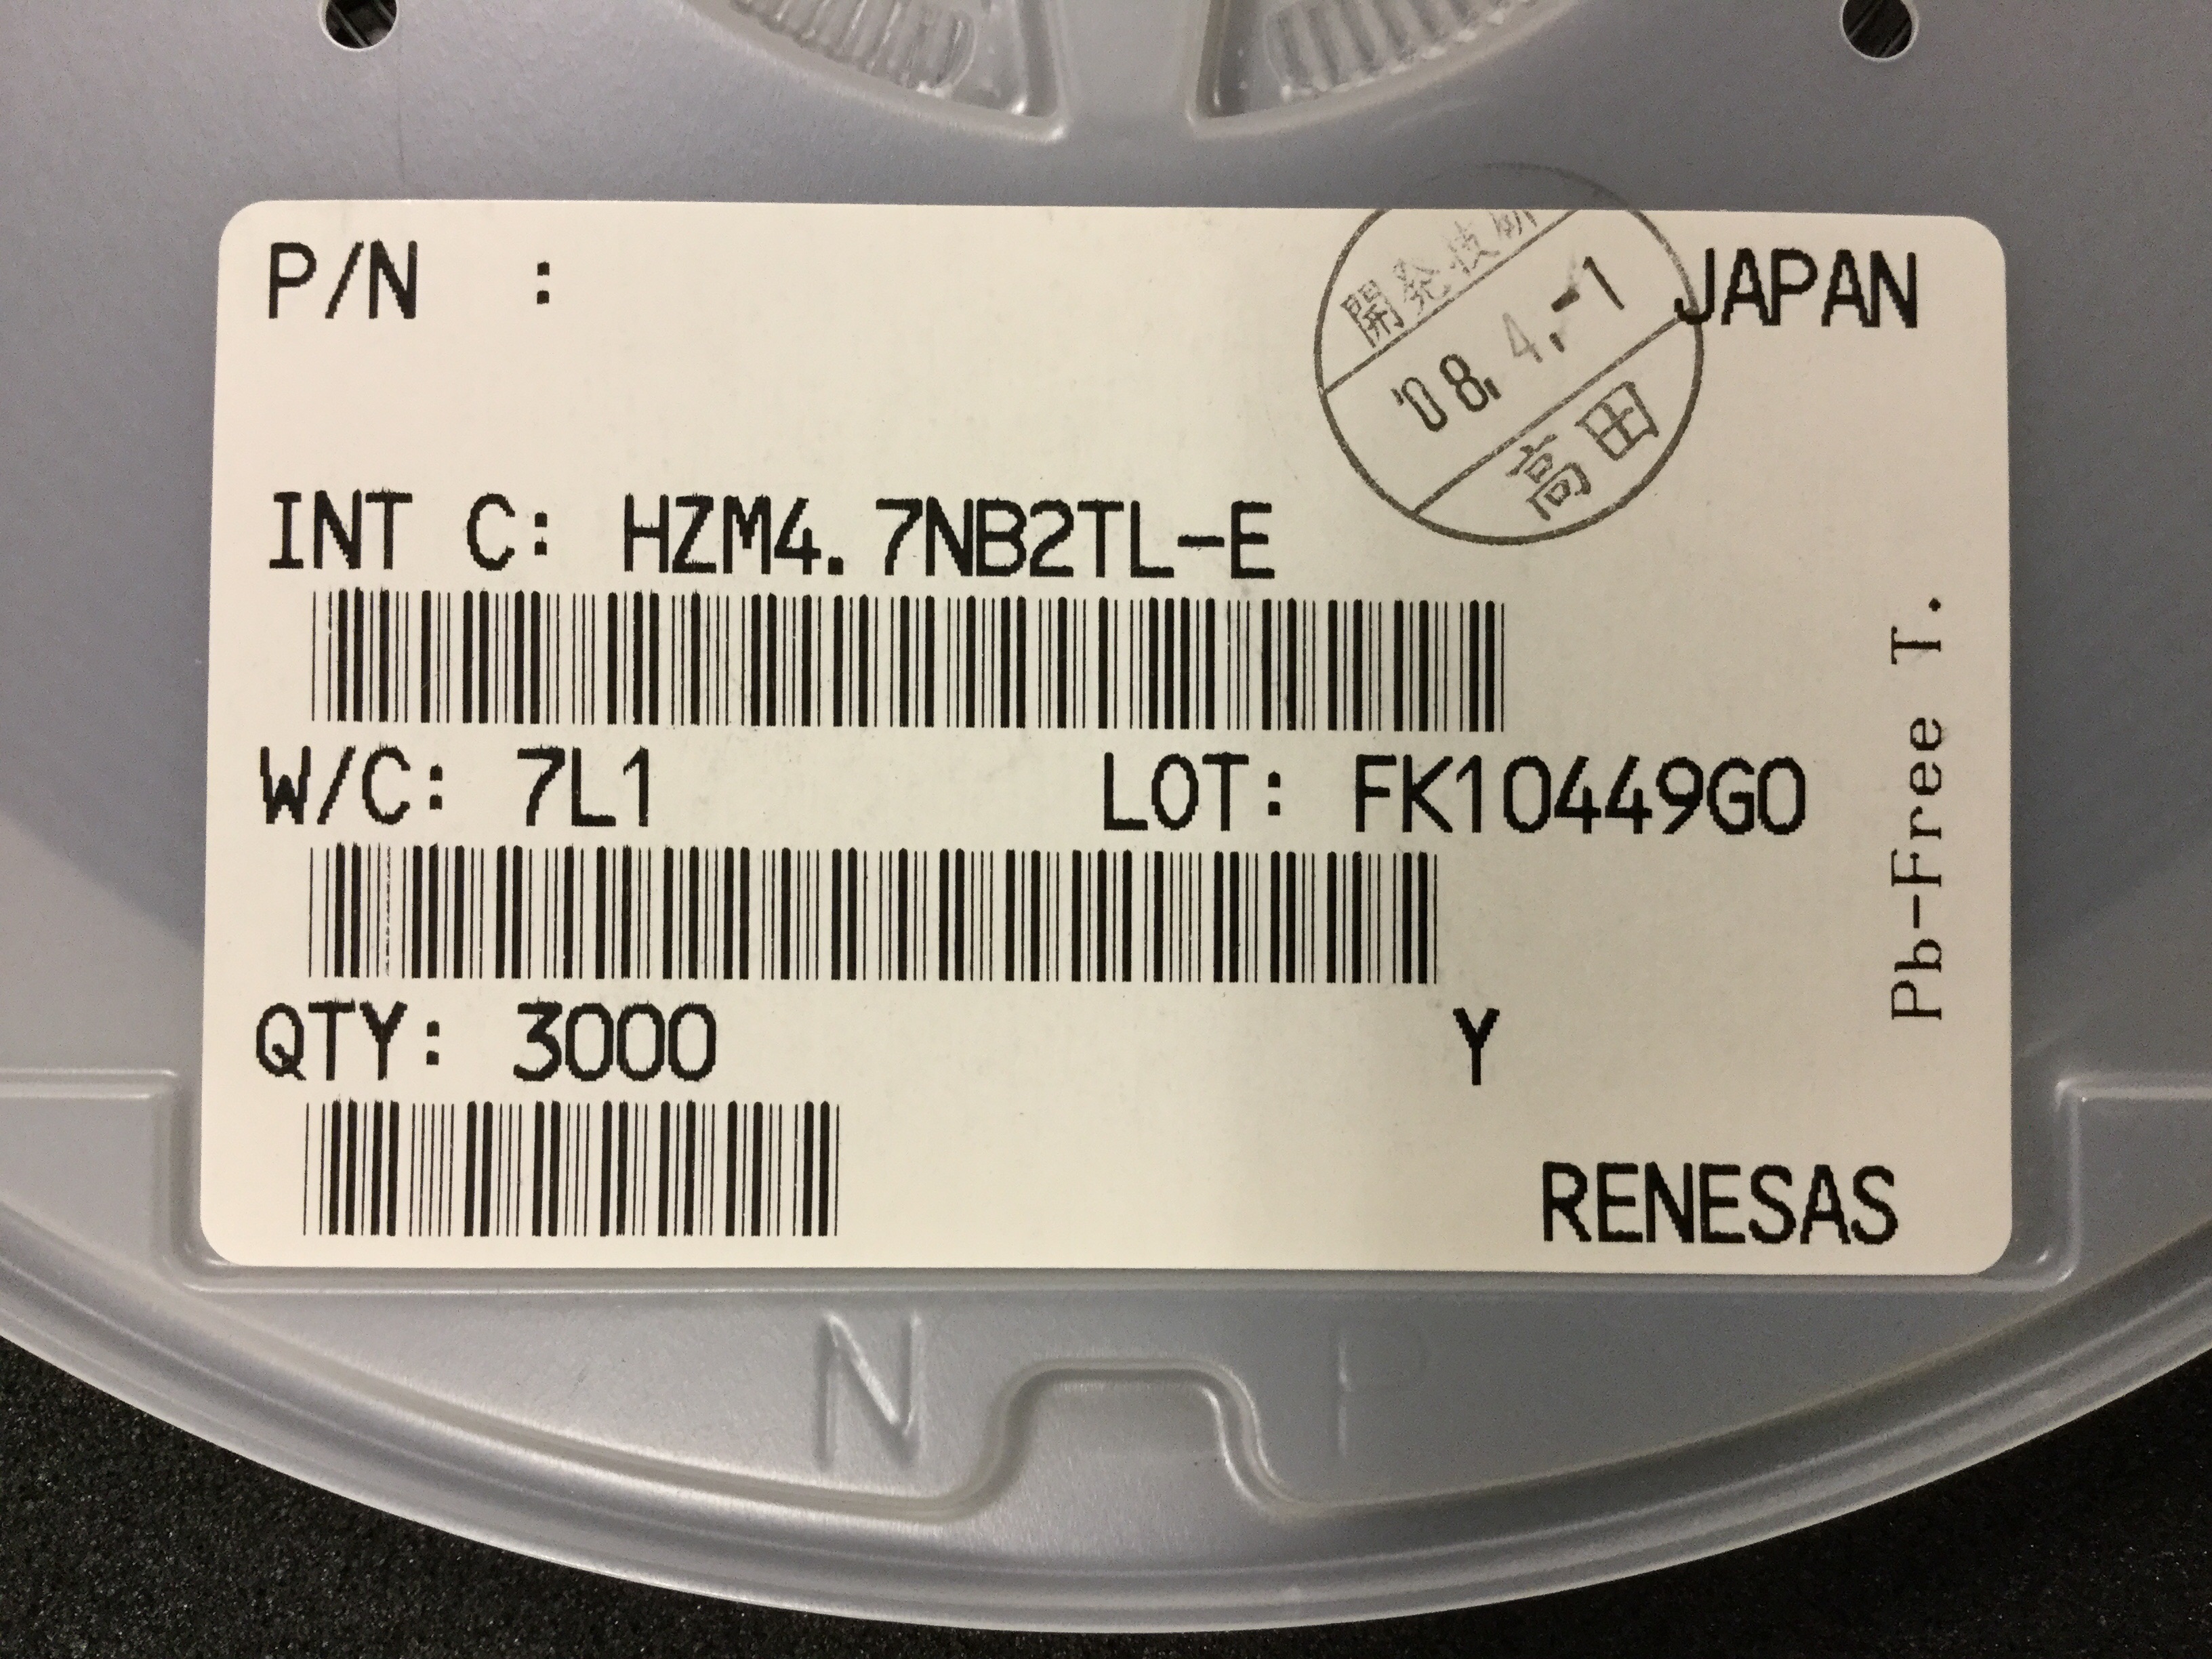 P/N :
JAPAN
開発技研
'08.4.-1
高田
INT C: HZM4.7NB2TL-E
W/C: 7L1 LOT: FK10449G0
QTY: 3000 Y
Pb-Free T.
RENESAS
N P